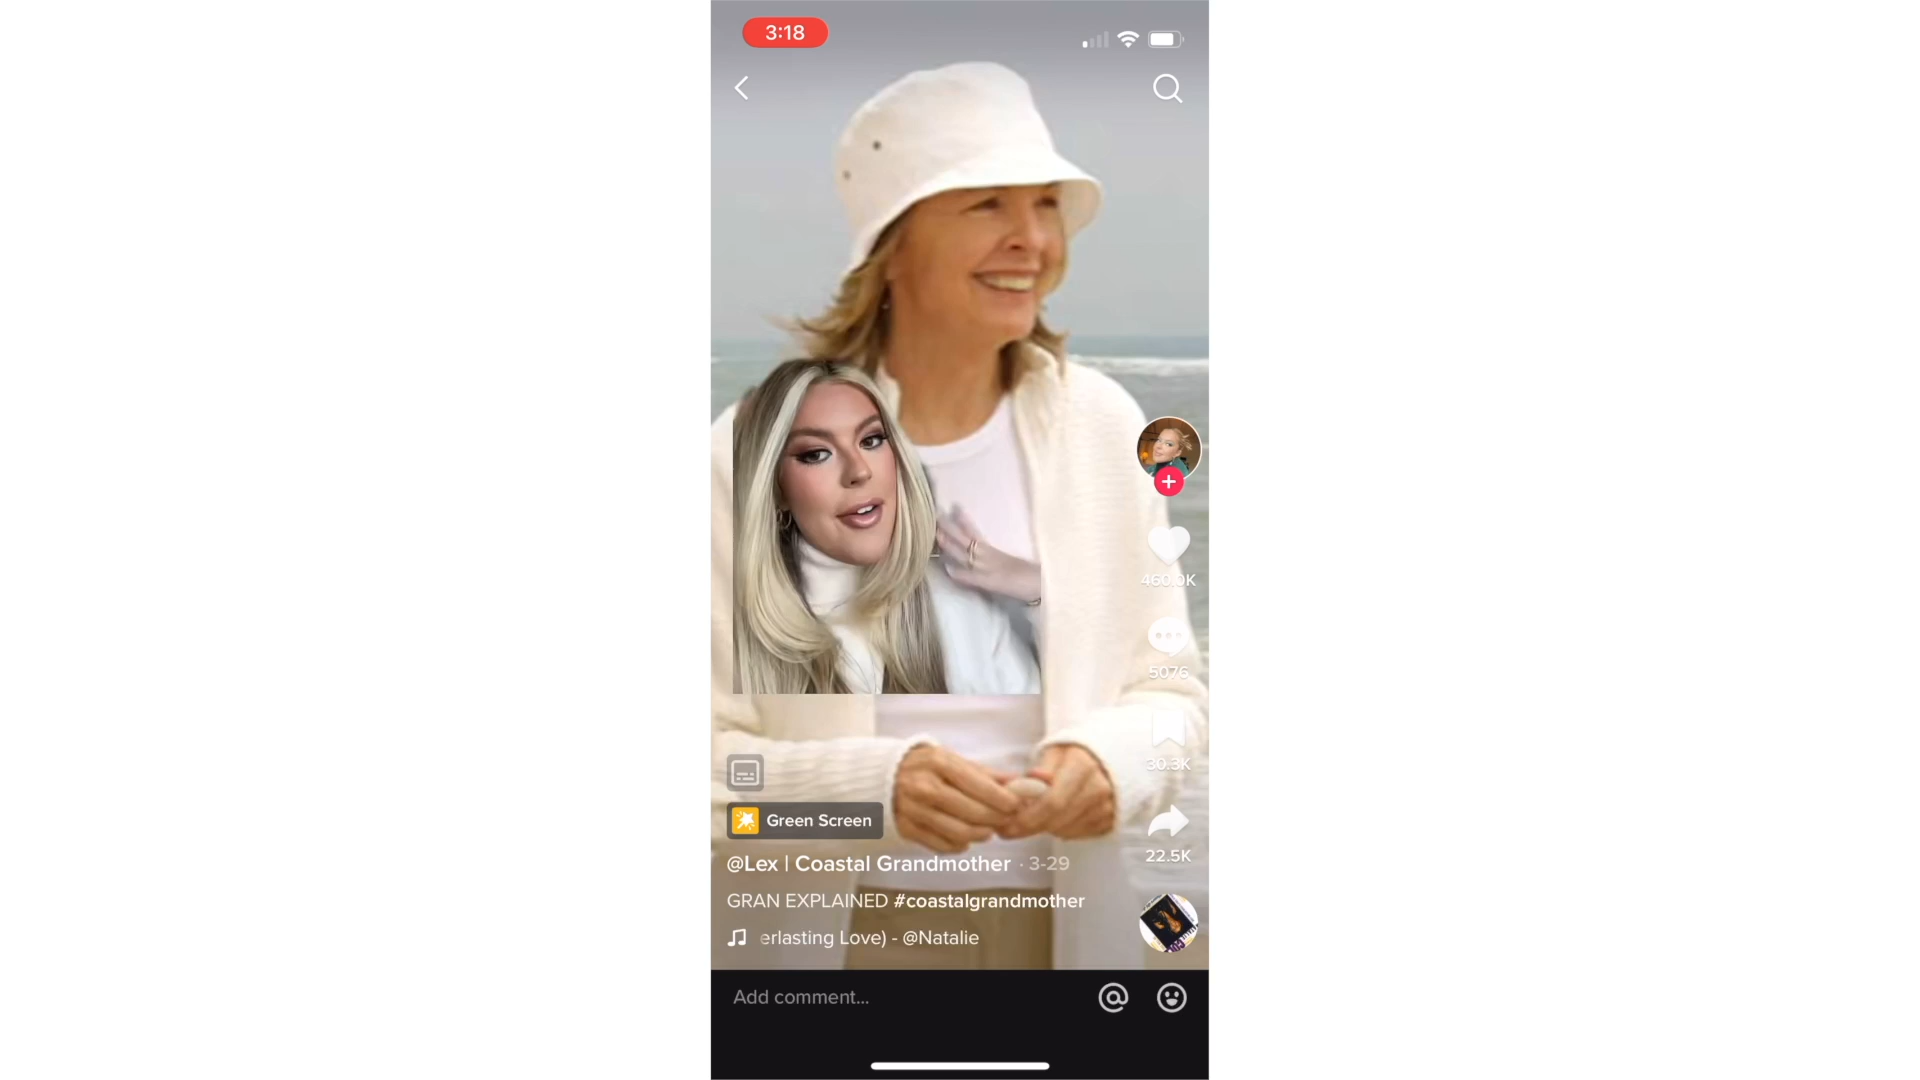 3:18
460.0K
5076
30.3K
22.5K
Green Screen
@Lex | Coastal Grandmother · 3-29
GRAN EXPLAINED #coastalgrandmother
erlasting Love) - @Natalie
Add comment...